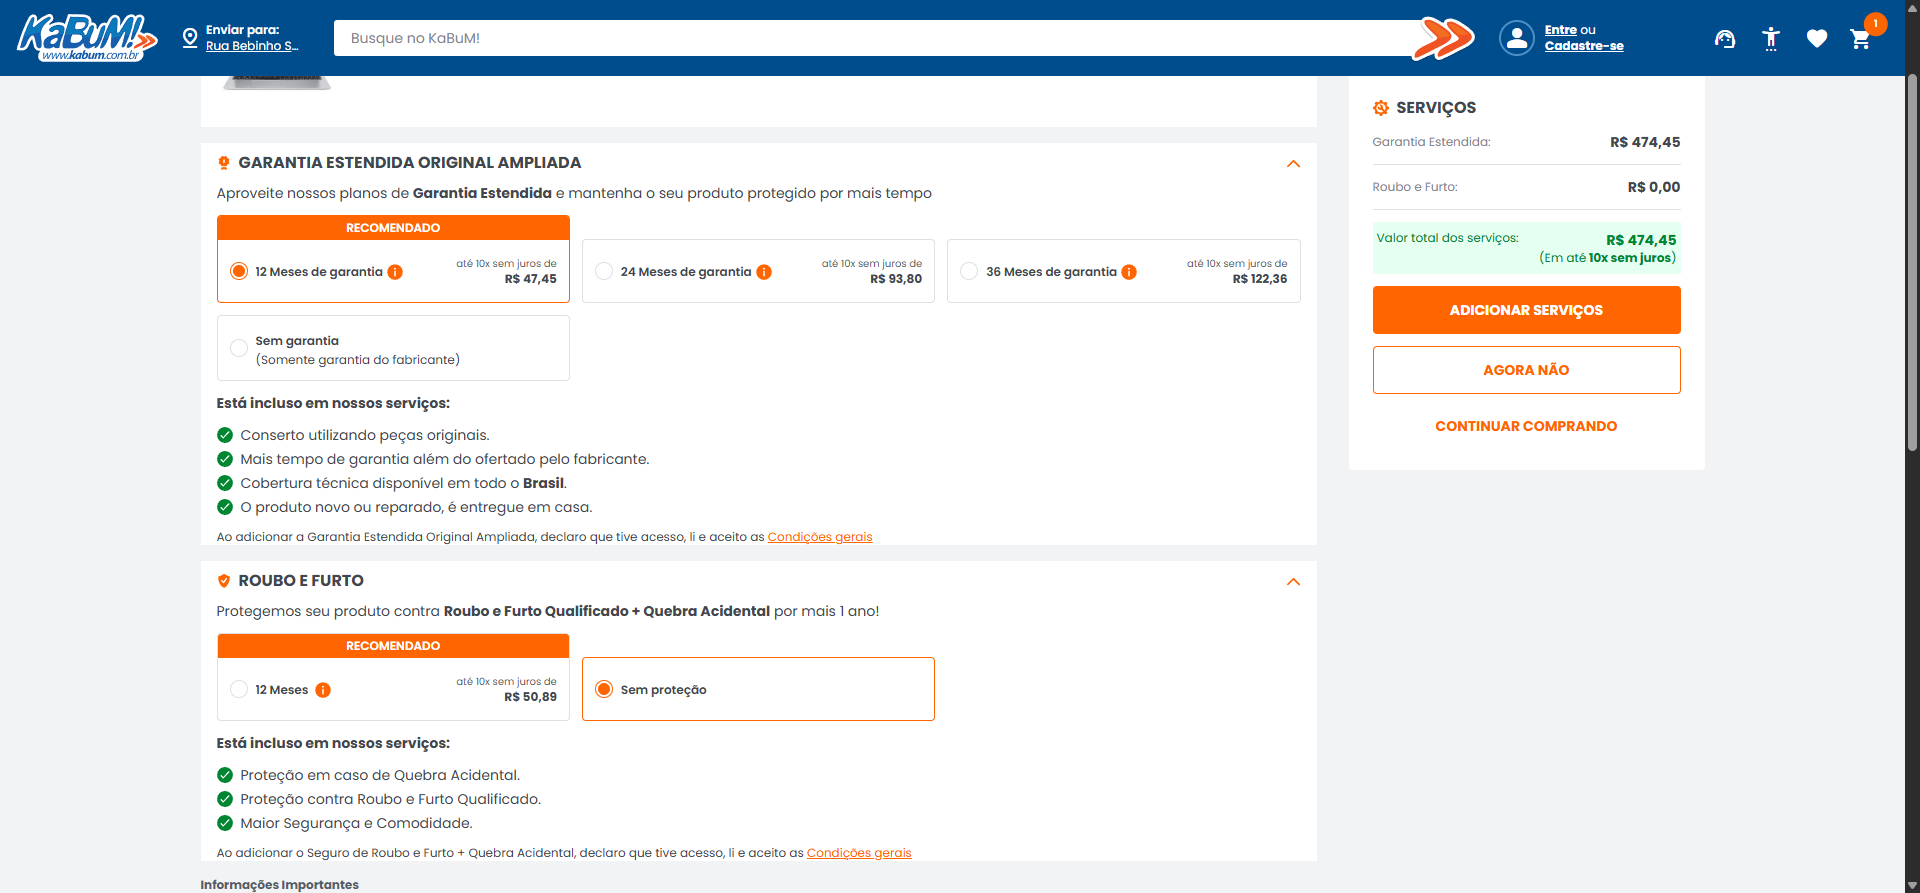 KaBuM!
www.kabum.com.br
Enviar para:
Rua Bebinho S...
Busque no KaBuM!
Entre ou
Cadastre-se
1
GARANTIA ESTENDIDA ORIGINAL AMPLIADA
Aproveite nossos planos de Garantia Estendida e mantenha o seu produto protegido por mais tempo
RECOMENDADO
12 Meses de garantia
até 10x sem juros de
R$ 47,45
24 Meses de garantia
até 10x sem juros de
R$ 93,80
36 Meses de garantia
até 10x sem juros de
R$ 122,36
Sem garantia
(Somente garantia do fabricante)
Está incluso em nossos serviços:
Conserto utilizando peças originais.
Mais tempo de garantia além do ofertado pelo fabricante.
Cobertura técnica disponível em todo o Brasil.
O produto novo ou reparado, é entregue em casa.
Ao adicionar a Garantia Estendida Original Ampliada, declaro que tive acesso, li e aceito as Condições gerais
ROUBO E FURTO
Protegemos seu produto contra Roubo e Furto Qualificado + Quebra Acidental por mais 1 ano!
RECOMENDADO
12 Meses
até 10x sem juros de
R$ 50,89
Sem proteção
Está incluso em nossos serviços:
Proteção em caso de Quebra Acidental.
Proteção contra Roubo e Furto Qualificado.
Maior Segurança e Comodidade.
Ao adicionar o Seguro de Roubo e Furto + Quebra Acidental, declaro que tive acesso, li e aceito as Condições gerais
Informações Importantes
SERVIÇOS
Garantia Estendida:
R$ 474,45
Roubo e Furto:
R$ 0,00
Valor total dos serviços:
R$ 474,45
(Em até 10x sem juros)
ADICIONAR SERVIÇOS
AGORA NÃO
CONTINUAR COMPRANDO